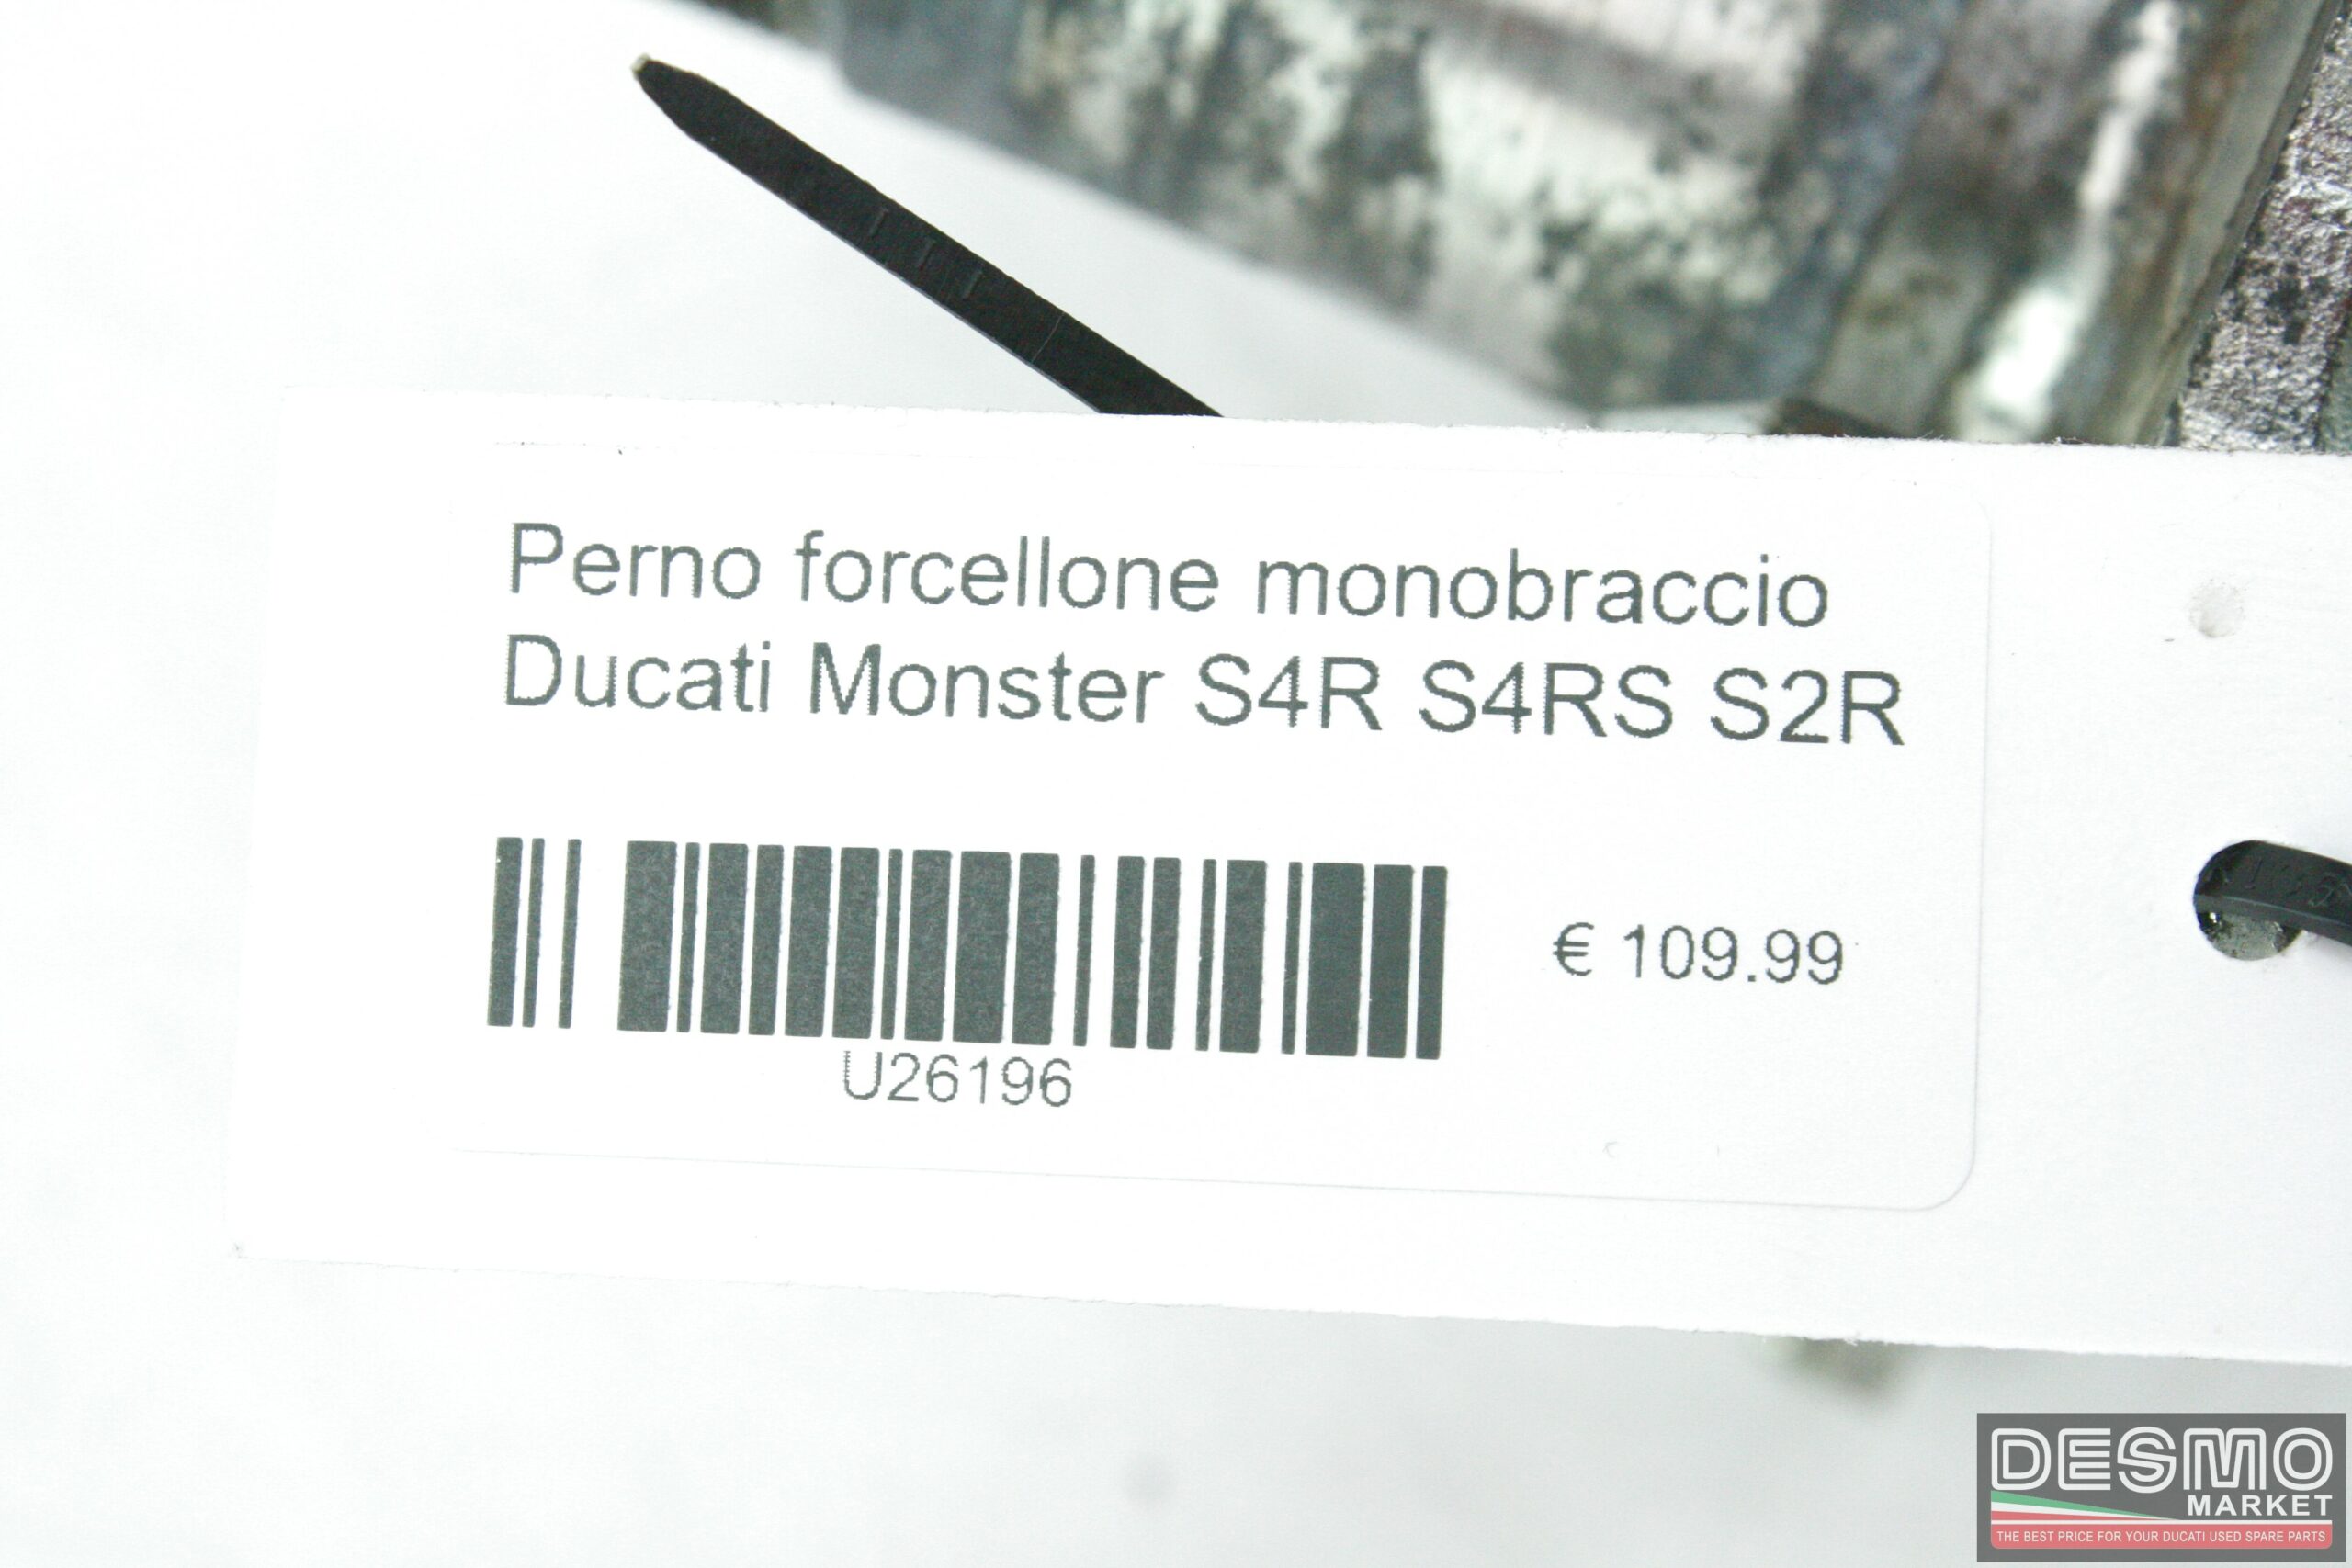 Perno forcellone monobraccio
Ducati Monster S4R S4RS S2R
€ 109.99
U26196
DESMO
MARKET
THE BEST PRICE FOR YOUR DUCATI USED SPARE PARTS